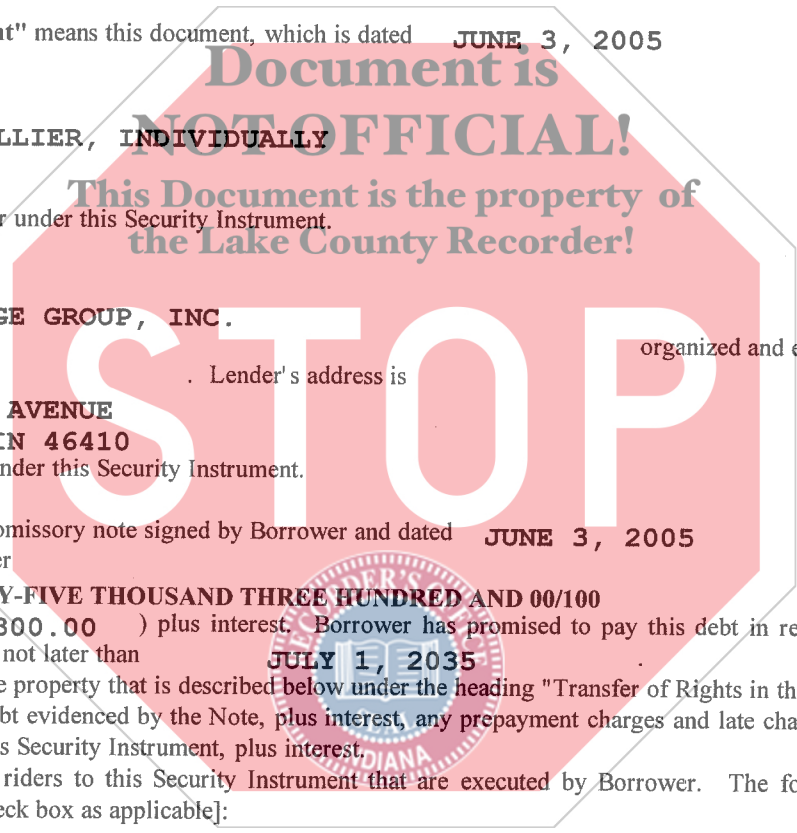 nt" means this document, which is dated JUNE 3, 2005
Document is
NOT OFFICIAL!
LLIER, INDIVIDUALLY
This Document is the property of
r under this Security Instrument.
the Lake County Recorder!
GE GROUP, INC.
STOP
organized and e
. Lender's address is
AVENUE
IN 46410
nder this Security Instrument.
omissory note signed by Borrower and dated JUNE 3, 2005
er
Y-FIVE THOUSAND THREE HUNDRED AND 00/100
300.00 ) plus interest. Borrower has promised to pay this debt in re
not later than JULY 1, 2035 .
e property that is described below under the heading "Transfer of Rights in th
bt evidenced by the Note, plus interest, any prepayment charges and late cha
s Security Instrument, plus interest.
riders to this Security Instrument that are executed by Borrower. The fo
eck box as applicable]:
RECORDER'S OFFICE
SEAL
INDIANA